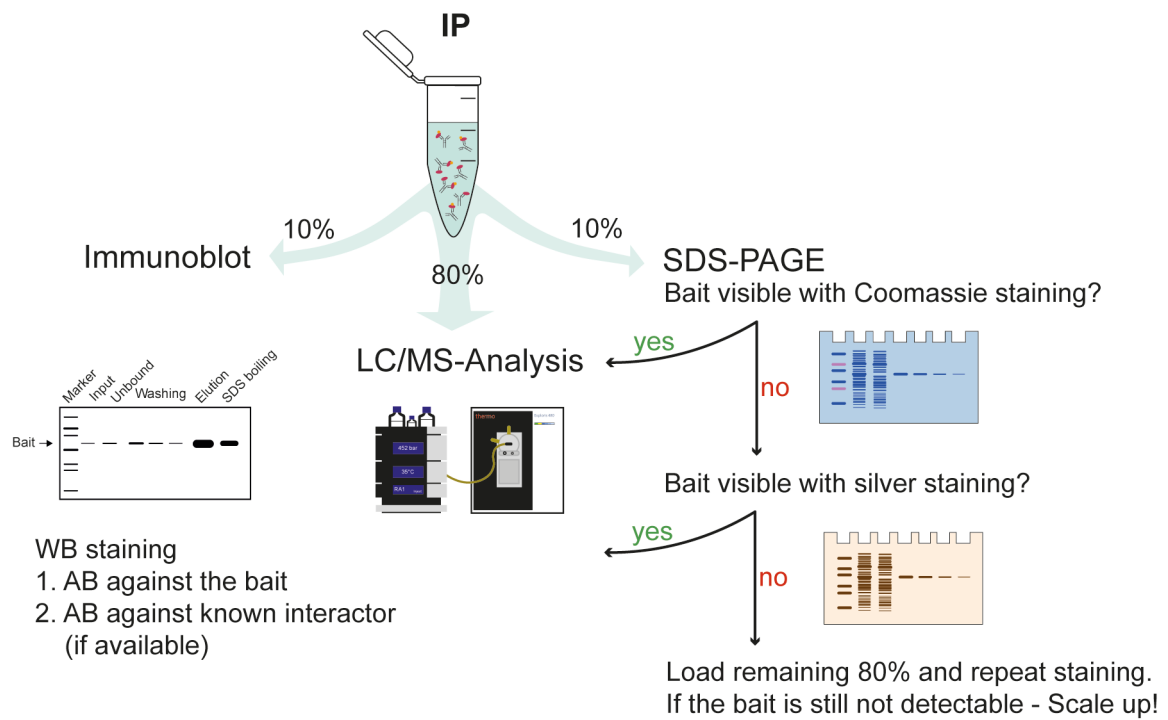 IP
10%
10%
80%
Immunoblot
SDS-PAGE
Bait visible with Coomassie staining?
yes
no
LC/MS-Analysis
Marker
Input
Unbound
Washing
Elution
SDS boiling
Bait
thermo
452 bar
35°C
RA1
Bait visible with silver staining?
yes
no
WB staining
1. AB against the bait
2. AB against known interactor
(if available)
Load remaining 80% and repeat staining.
If the bait is still not detectable - Scale up!